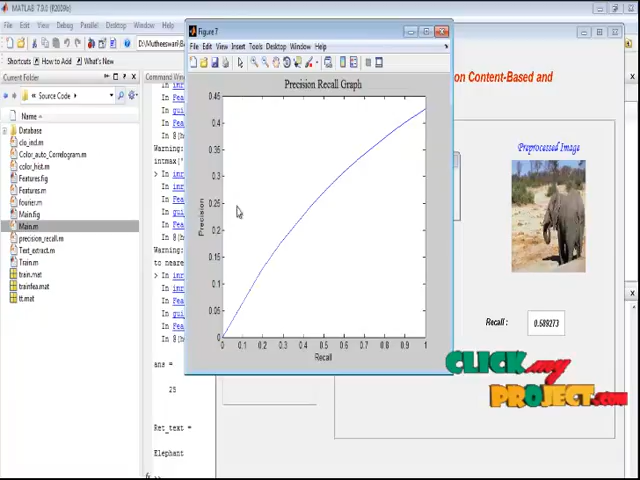 MATLAB 7.9.0 (R2009b)
File Edit View Debug Parallel Desktop Window Help
Shortcuts How to Add What's New
Current Folder
« Source Code
Name
Database
clo_ind.m
Color_auto_Correlogram.m
color_hist.m
Features.fig
Features.m
fourier.m
Main.fig
Main.m
precision_recall.m
Text_extract.m
Train.m
train.mat
trainfea.mat
tt.mat
Command Window
Warning:
intmax('
Warning:
to neare
ans =
25
Ret_text =
Elephant
Figure 7
File Edit View Insert Tools Desktop Window Help
Precision Recall Graph
0.45
0.4
0.35
0.3
0.25
0.2
0.15
0.1
0.05
0
Precision
0 0.1 0.2 0.3 0.4 0.5 0.6 0.7 0.8 0.9 1
Recall
on Content-Based and
Preprocessed Image
Recall :
CLICK my
PROJECT.com